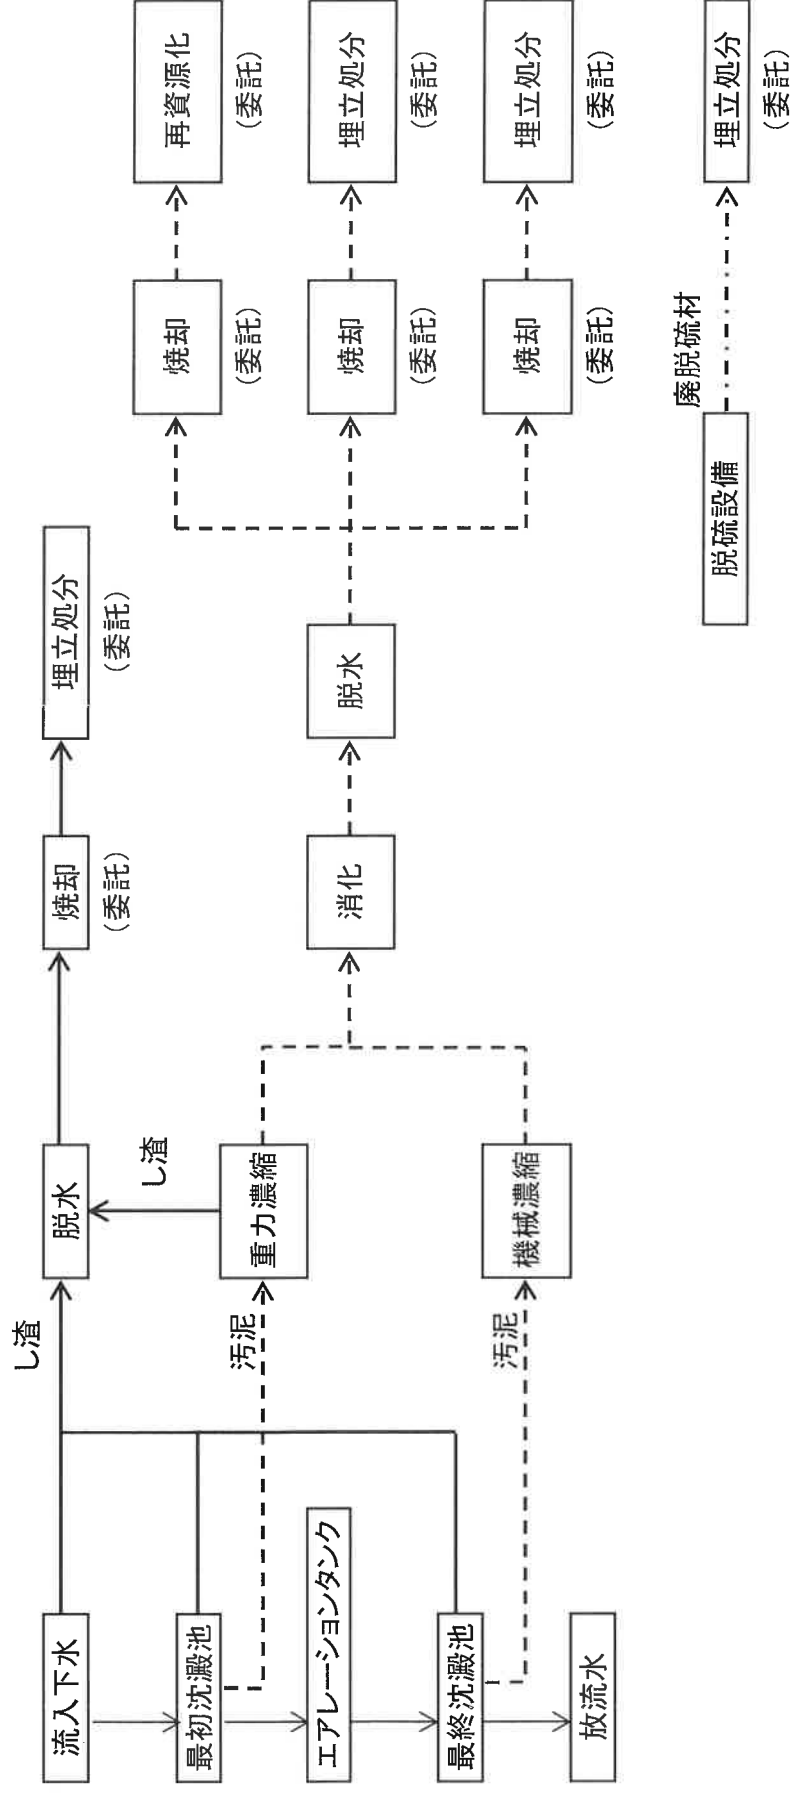 流入下水
し渣
脱水
焼却
(委託)
埋立処分
(委託)
最初沈澱池
汚泥
重力濃縮
し渣
エアレーションタンク
最終沈澱池
汚泥
機械濃縮
放流水
消化
脱水
焼却
(委託)
再資源化
(委託)
焼却
(委託)
埋立処分
(委託)
焼却
(委託)
埋立処分
(委託)
脱硫設備
廃脱硫材
埋立処分
(委託)